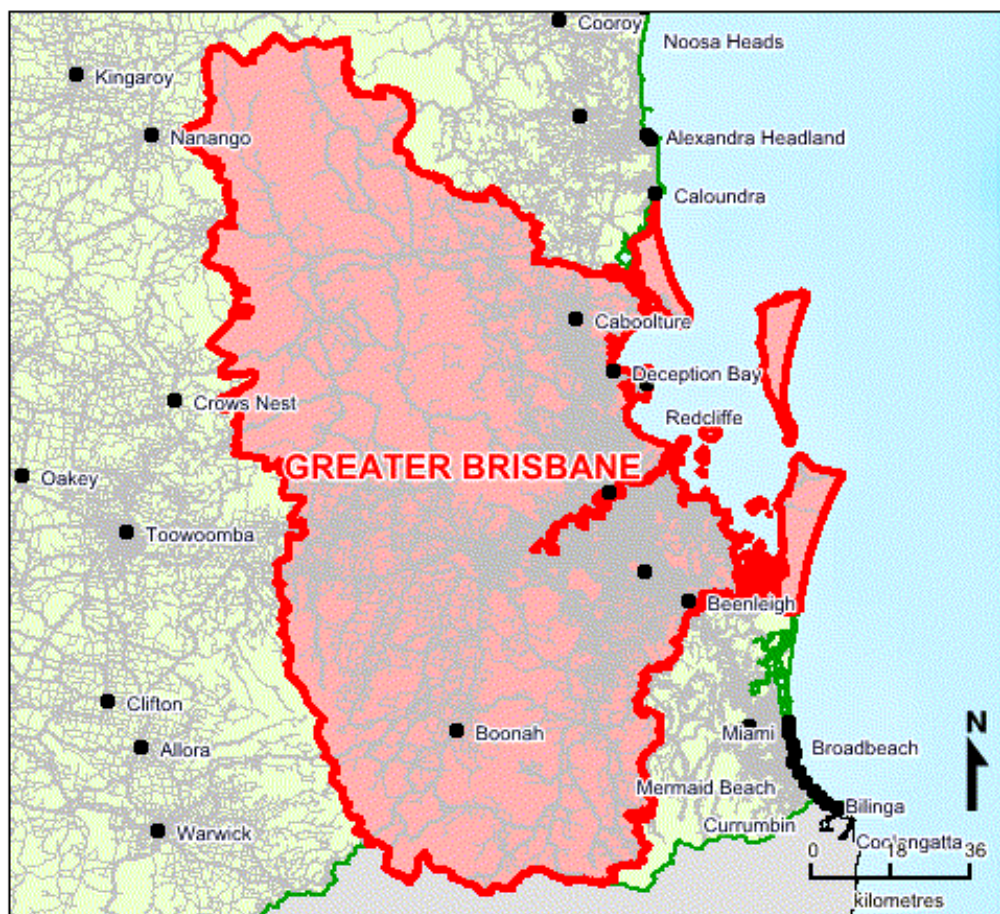 Cooroy
Noosa Heads
Kingaroy
Nanango
Alexandra Headland
Caloundra
Caboolture
Deception Bay
Crows Nest
Redcliffe
GREATER BRISBANE
Oakey
Toowoomba
Beenleigh
Clifton
Allora
Boonah
Miami
Broadbeach
Mermaid Beach
Bilinga
Warwick
Currumbin
Coolangatta
N
0 18 36
kilometres